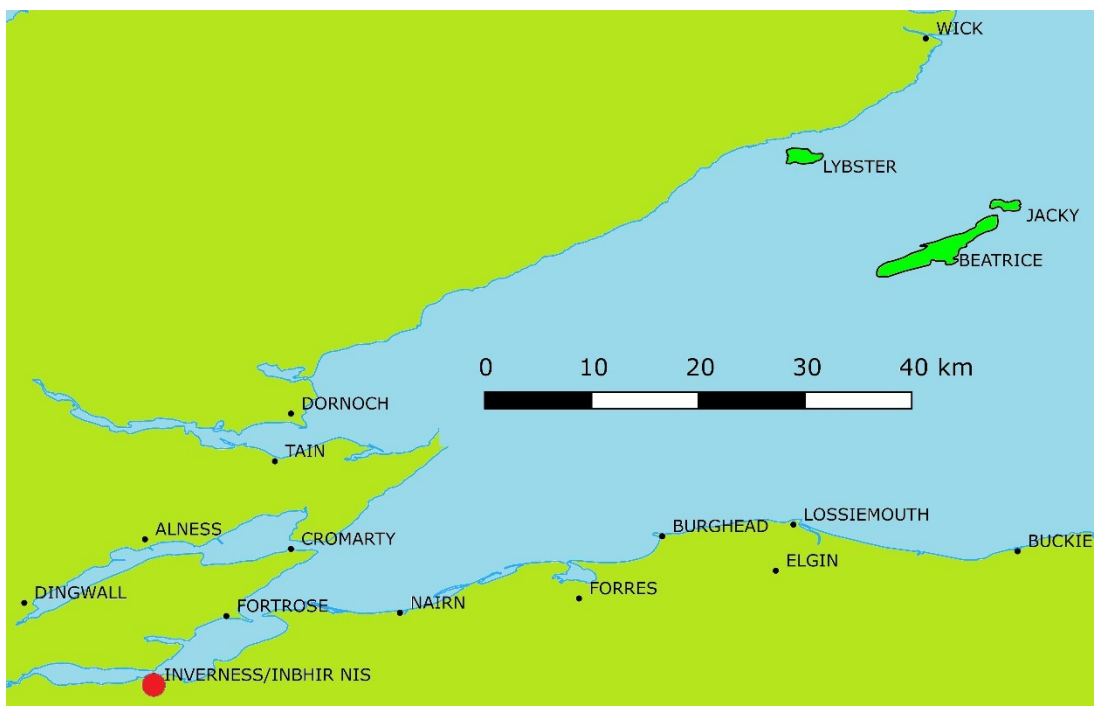 WICK
LYBSTER
JACKY
BEATRICE
0 10 20 30 40 km
DORNOCH
TAIN
ALNESS
CROMARTY
BURGHEAD
LOSSIEMOUTH
BUCKIE
ELGIN
DINGWALL
FORTROSE
NAIRN
FORRES
INVERNESS/INBHIR NIS